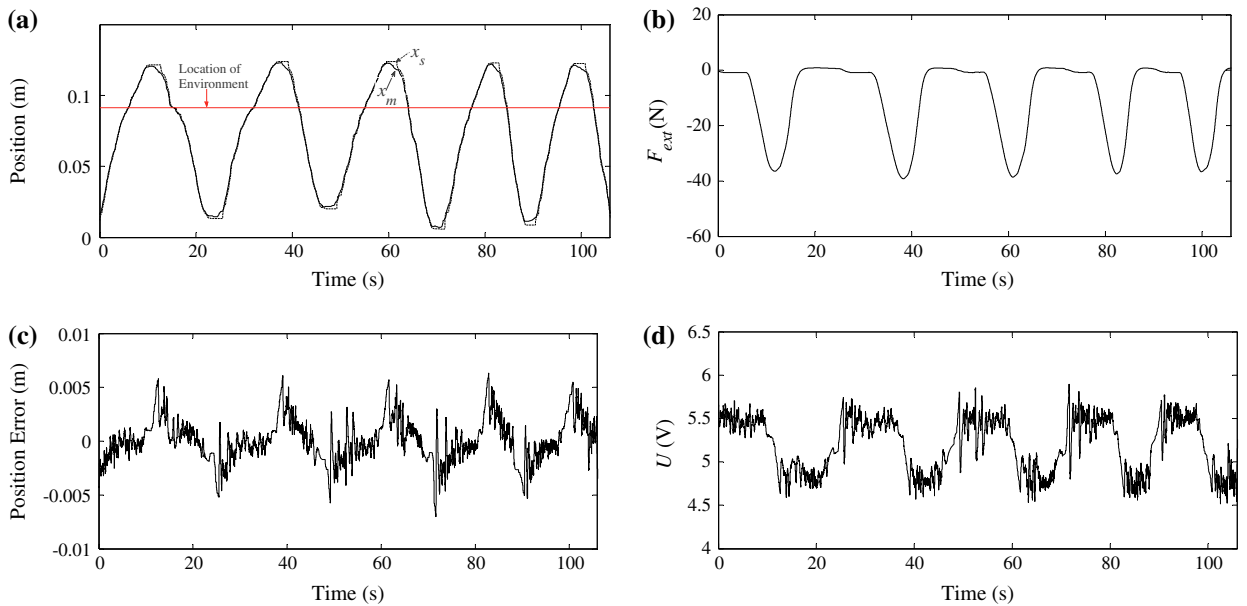 (a)
Position (m)
0.1
0.05
0
Location of
Environment
x_s
x_m
0 20 40 60 80 100
Time (s)
(b)
F_ext (N)
20
0
-20
-40
-60
0 20 40 60 80 100
Time (s)
(c)
Position Error (m)
0.01
0.005
0
-0.005
-0.01
0 20 40 60 80 100
Time (s)
(d)
U (V)
6.5
6
5.5
5
4.5
4
0 20 40 60 80 100
Time (s)